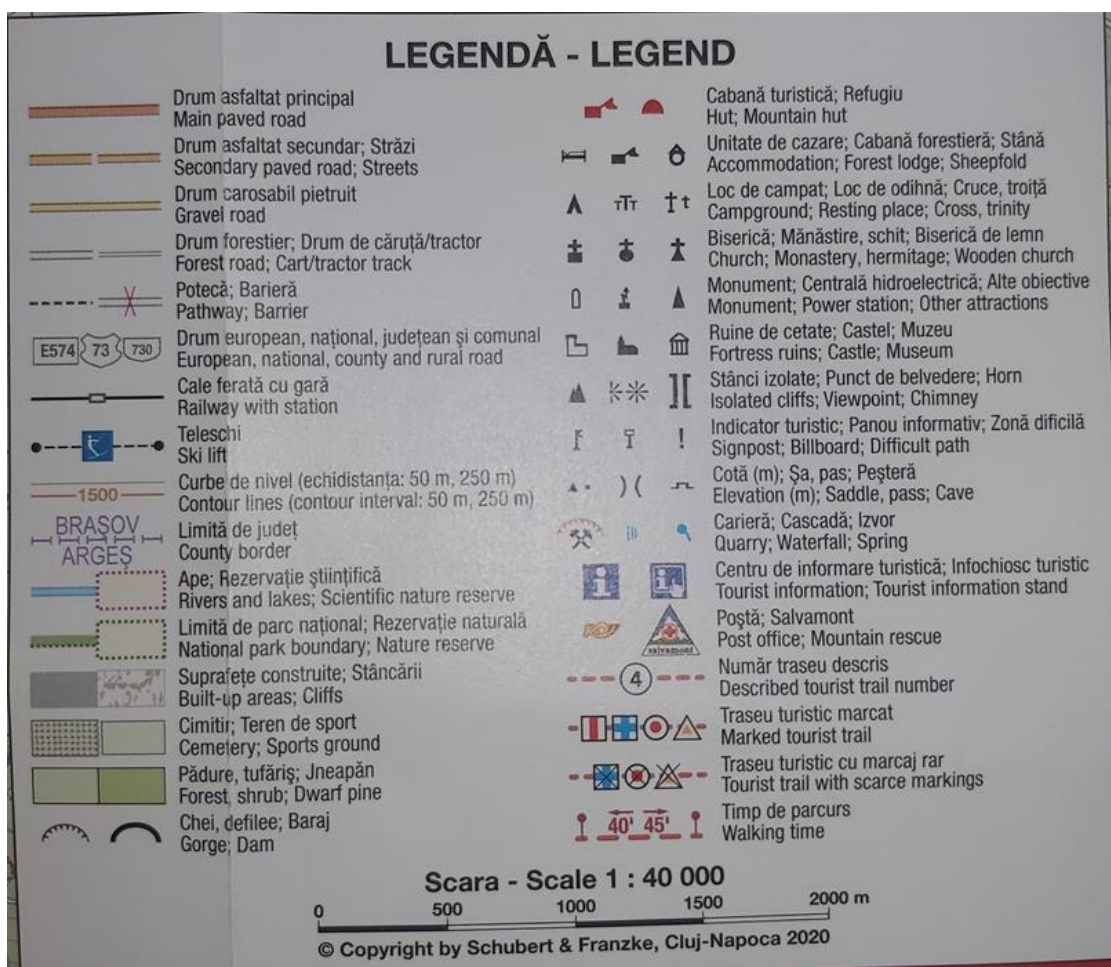 LEGENDĂ - LEGEND
Drum asfaltat principal
Main paved road
Drum asfaltat secundar; Străzi
Secondary paved road; Streets
Drum carosabil pietruit
Gravel road
Drum forestier; Drum de căruță/tractor
Forest road; Cart/tractor track
Potecă; Barieră
Pathway; Barrier
E574 73 730
Drum european, național, județean și comunal
European, national, county and rural road
Cale ferată cu gară
Railway with station
Teleschi
Ski lift
1500
Curbe de nivel (echidistanța: 50 m, 250 m)
Contour lines (contour interval: 50 m, 250 m)
BRAȘOV
ARGEȘ
Limită de județ
County border
Ape; Rezervație științifică
Rivers and lakes; Scientific nature reserve
Limită de parc național; Rezervație naturală
National park boundary; Nature reserve
Suprafețe construite; Stâncării
Built-up areas; Cliffs
Cimitir; Teren de sport
Cemetery; Sports ground
Pădure, tufăriș; Jneapăn
Forest, shrub; Dwarf pine
Chei, defilee; Baraj
Gorge; Dam
Cabană turistică; Refugiu
Hut; Mountain hut
Unitate de cazare; Cabană forestieră; Stână
Accommodation; Forest lodge; Sheepfold
Loc de campat; Loc de odihnă; Cruce, troiță
Campground; Resting place; Cross, trinity
Biserică; Mănăstire, schit; Biserică de lemn
Church; Monastery, hermitage; Wooden church
Monument; Centrală hidroelectrică; Alte obiective
Monument; Power station; Other attractions
Ruine de cetate; Castel; Muzeu
Fortress ruins; Castle; Museum
Stânci izolate; Punct de belvedere; Horn
Isolated cliffs; Viewpoint; Chimney
!
Indicator turistic; Panou informativ; Zonă dificilă
Signpost; Billboard; Difficult path
Cotă (m); Șa, pas; Peșteră
Elevation (m); Saddle, pass; Cave
Carieră; Cascadă; Izvor
Quarry; Waterfall; Spring
Centru de informare turistică; Infochiosc turistic
Tourist information; Tourist information stand
salvamont
Poștă; Salvamont
Post office; Mountain rescue
4
Număr traseu descris
Described tourist trail number
Traseu turistic marcat
Marked tourist trail
Traseu turistic cu marcaj rar
Tourist trail with scarce markings
40' 45'
Timp de parcurs
Walking time
Scara - Scale 1 : 40 000
0 500 1000 1500 2000 m
© Copyright by Schubert & Franzke, Cluj-Napoca 2020